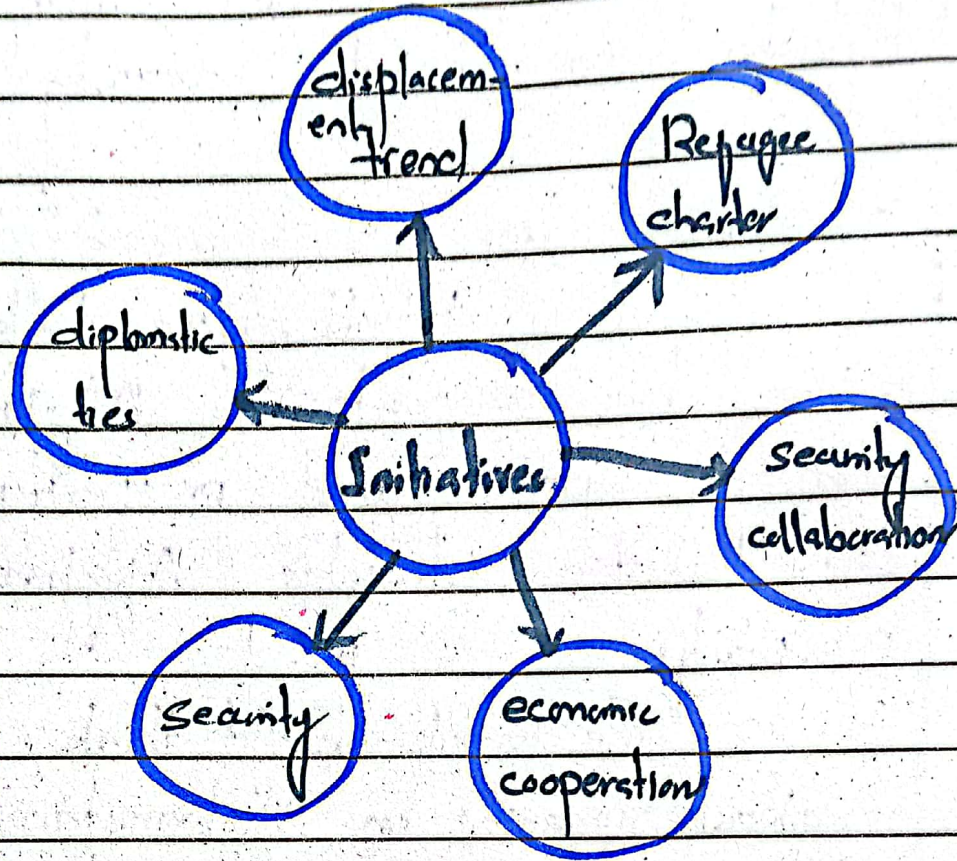 displacem-
ent
trend
Refugee
charter
diplomatic
ties
Initiatives
security
collaboration
security
economic
cooperation